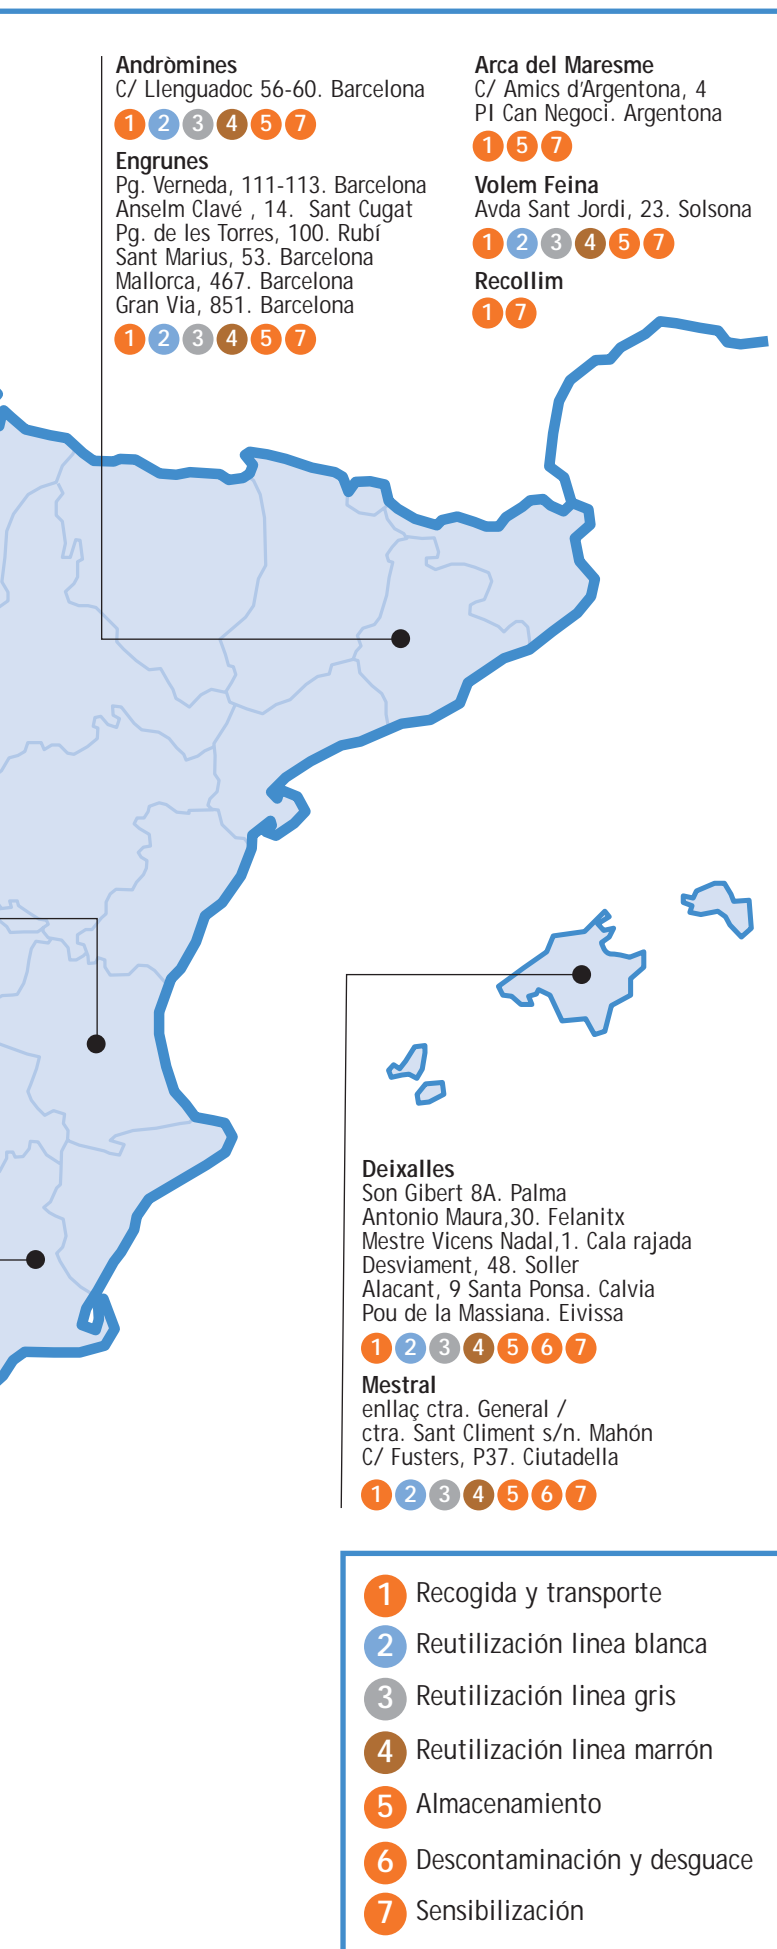 Andròmines
C/ Llenguadoc 56-60. Barcelona
1 2 3 4 5 7
Engrunes
Pg. Verneda, 111-113. Barcelona
Anselm Clavé , 14. Sant Cugat
Pg. de les Torres, 100. Rubí
Sant Marius, 53. Barcelona
Mallorca, 467. Barcelona
Gran Via, 851. Barcelona
1 2 3 4 5 7
Arca del Maresme
C/ Amics d'Argentona, 4
PI Can Negoci. Argentona
1 5 7
Volem Feina
Avda Sant Jordi, 23. Solsona
1 2 3 4 5 7
Recollim
1 7
Deixalles
Son Gibert 8A. Palma
Antonio Maura,30. Felanitx
Mestre Vicens Nadal,1. Cala rajada
Desviament, 48. Soller
Alacant, 9 Santa Ponsa. Calvia
Pou de la Massiana. Eivissa
1 2 3 4 5 6 7
Mestral
enllaç ctra. General /
ctra. Sant Climent s/n. Mahón
C/ Fusters, P37. Ciutadella
1 2 3 4 5 6 7
1 Recogida y transporte
2 Reutilización linea blanca
3 Reutilización linea gris
4 Reutilización linea marrón
5 Almacenamiento
6 Descontaminación y desguace
7 Sensibilización